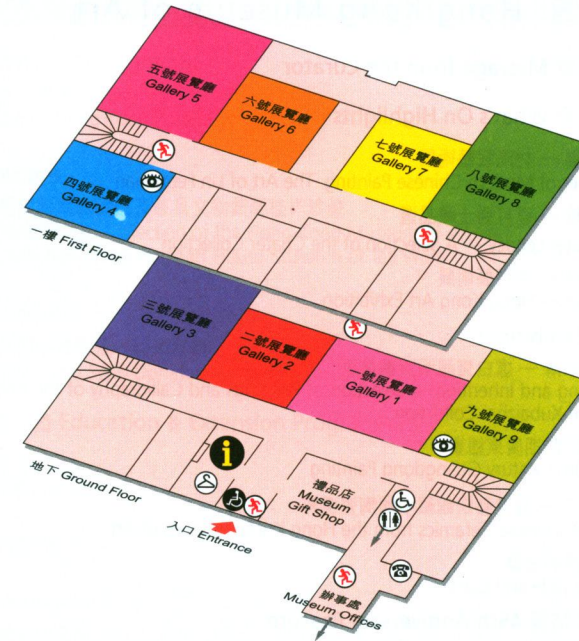 五號展覽廳
Gallery 5
六號展覽廳
Gallery 6
七號展覽廳
Gallery 7
八號展覽廳
Gallery 8
四號展覽廳
Gallery 4
一樓 First Floor
三號展覽廳
Gallery 3
二號展覽廳
Gallery 2
一號展覽廳
Gallery 1
九號展覽廳
Gallery 9
i
地下 Ground Floor
入口 Entrance
禮品店
Museum
Gift Shop
辦事處
Museum Offices